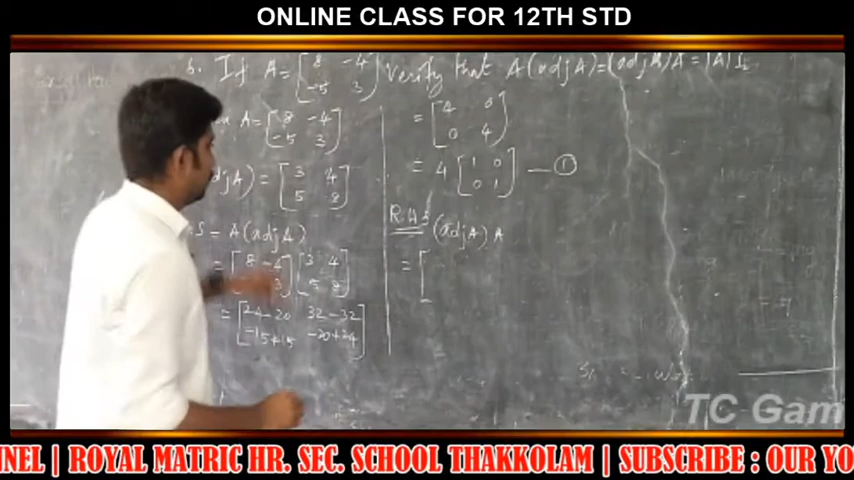 ONLINE CLASS FOR 12TH STD
6. If A = [8 -4 -5 3] Verify that A(adj A) = (adj A) A = |A| I₂
A = [8 -4 -5 3]
djA) = [3 4 5 8]
S = A(adjA)
= [8 -4 3] [3 4 5 8]
= [24-20 32-32 -15+15 -20+24]
= [4 0 0 4]
= 4 [1 0 0 1] — ①
R.H.S
(adjA) A
= [
TC Gam
NEL | ROYAL MATRIC HR. SEC. SCHOOL THAKKOLAM | SUBSCRIBE : OUR YO